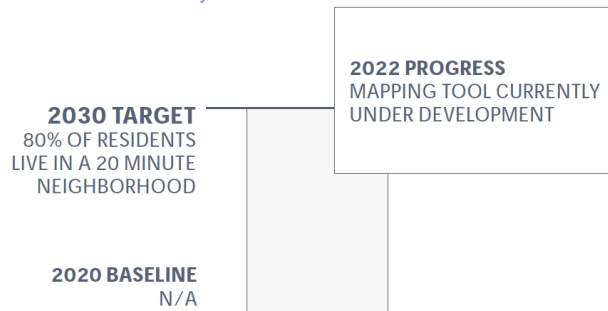 2030 TARGET
80% OF RESIDENTS
LIVE IN A 20 MINUTE
NEIGHBORHOOD
2022 PROGRESS
MAPPING TOOL CURRENTLY
UNDER DEVELOPMENT
2020 BASELINE
N/A